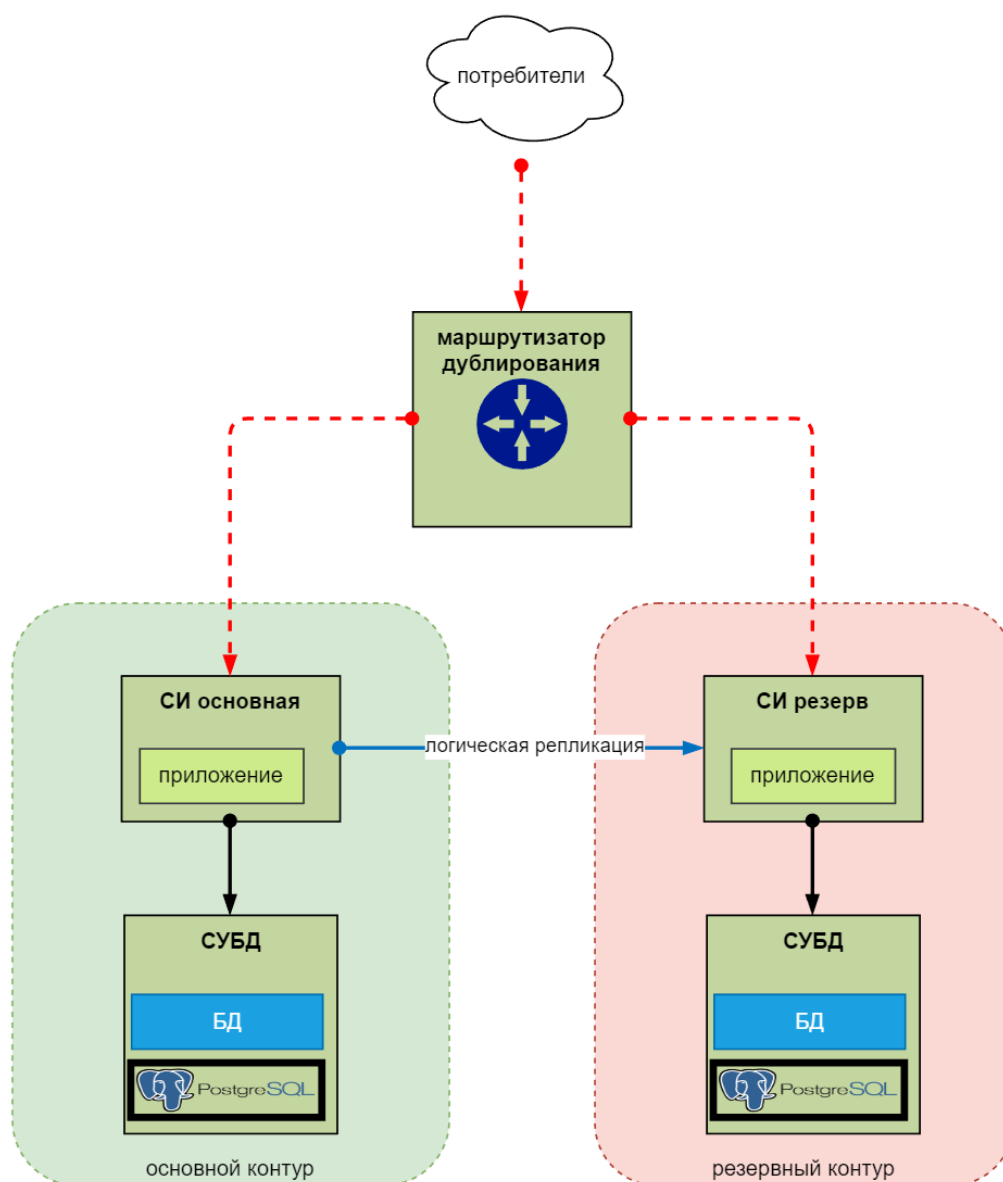 потребители
маршрутизатор
дублирования
СИ основная
приложение
логическая репликация
СИ резерв
приложение
СУБД
БД
PostgreSQL
СУБД
БД
PostgreSQL
основной контур
резервный контур